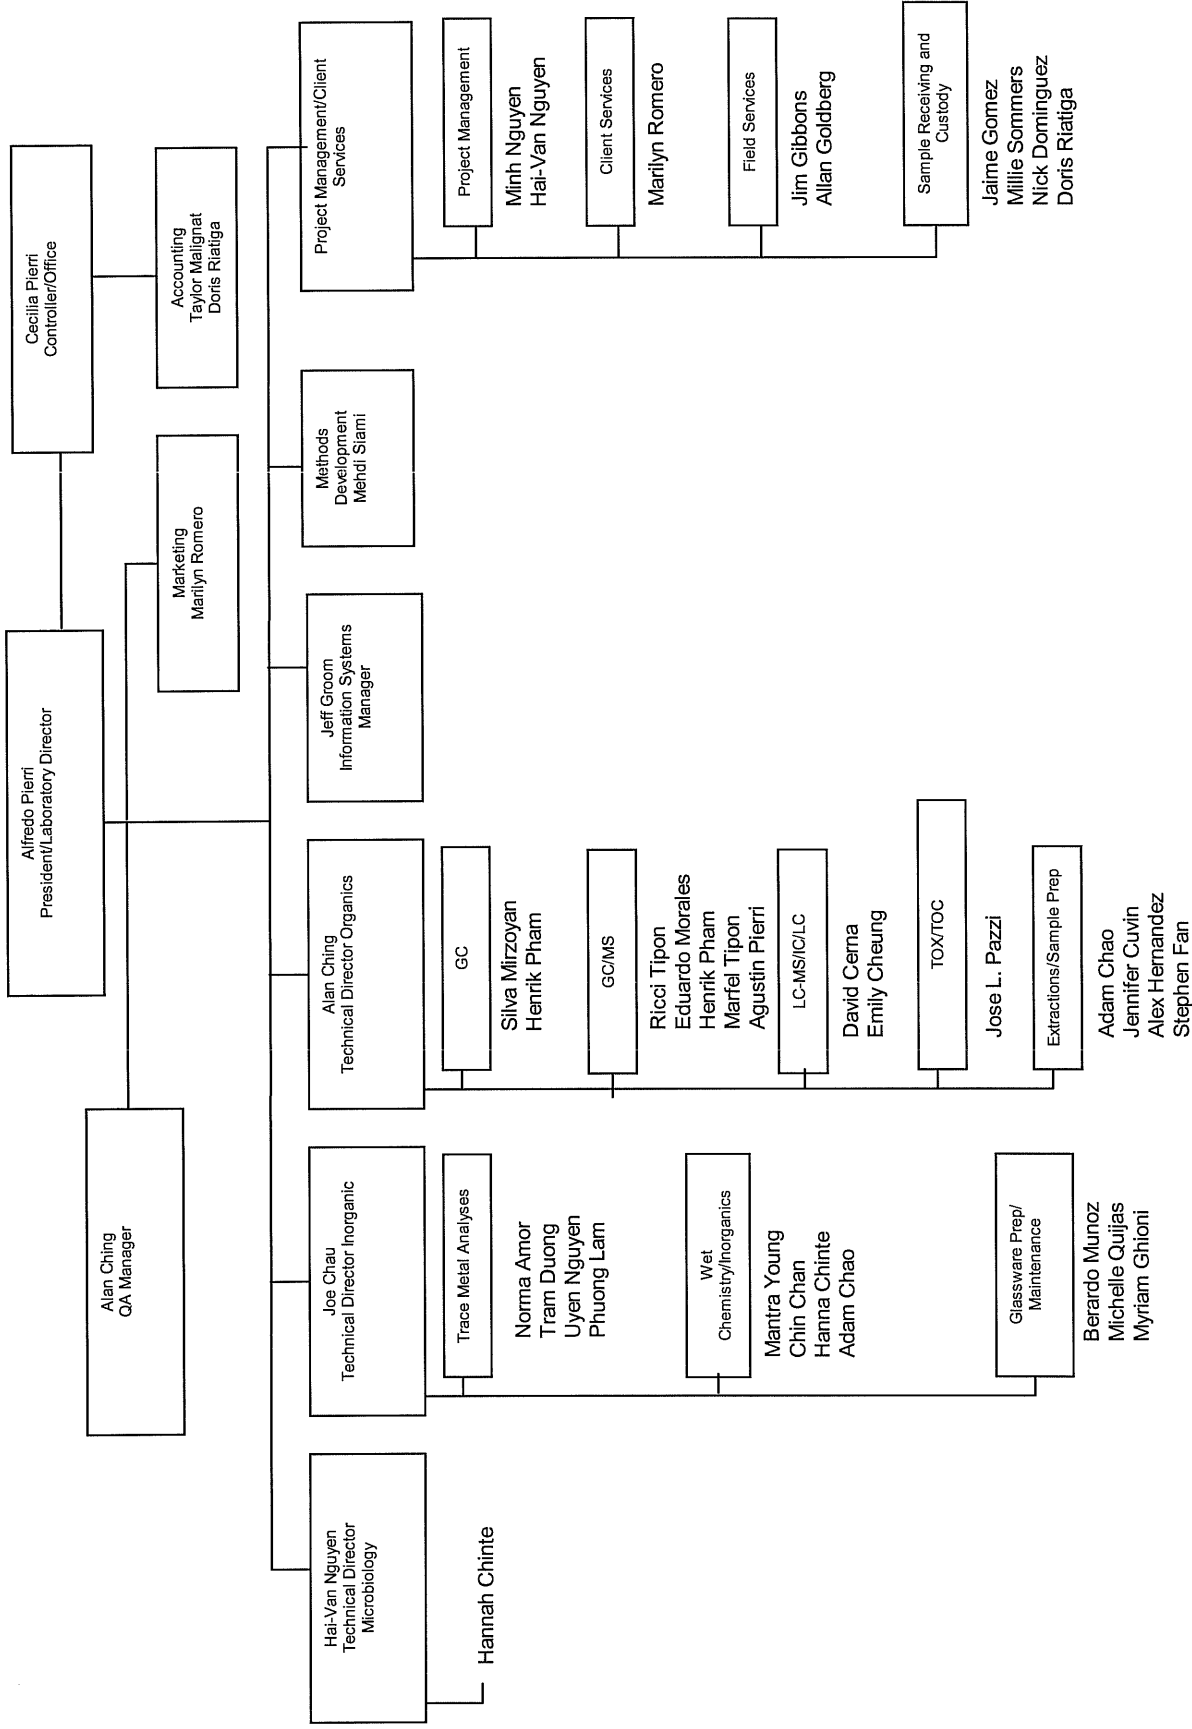 Alfredo Pierri
President/Laboratory Director
Cecilia Pierri
Controller/Office
Alan Ching
QA Manager
Marketing
Marilyn Romero
Accounting
Taylor Malignat
Doris Riatiga
Hai-Van Nguyen
Technical Director
Microbiology
Hannah Chinte
Joe Chau
Technical Director Inorganic
Trace Metal Analyses
Norma Amor
Tram Duong
Uyen Nguyen
Phuong Lam
Wet
Chemistry/Inorganics
Mantra Young
Chin Chan
Hanna Chinte
Adam Chao
Glassware Prep/
Maintenance
Berardo Munoz
Michelle Quijas
Myriam Ghioni
Alan Ching
Technical Director Organics
GC
Silva Mirzoyan
Henrik Pham
GC/MS
Ricci Tipon
Eduardo Morales
Henrik Pham
Marfel Tipon
Agustin Pierri
LC-MS/IC/LC
David Cerna
Emily Cheung
TOX/TOC
Jose L. Pazzi
Extractions/Sample Prep
Adam Chao
Jennifer Cuvin
Alex Hernandez
Stephen Fan
Jeff Groom
Information Systems
Manager
Methods
Development
Mehdi Siami
Project Management/Client
Services
Project Management
Minh Nguyen
Hai-Van Nguyen
Client Services
Marilyn Romero
Field Services
Jim Gibbons
Allan Goldberg
Sample Receiving and
Custody
Jaime Gomez
Millie Sommers
Nick Dominguez
Doris Riatiga